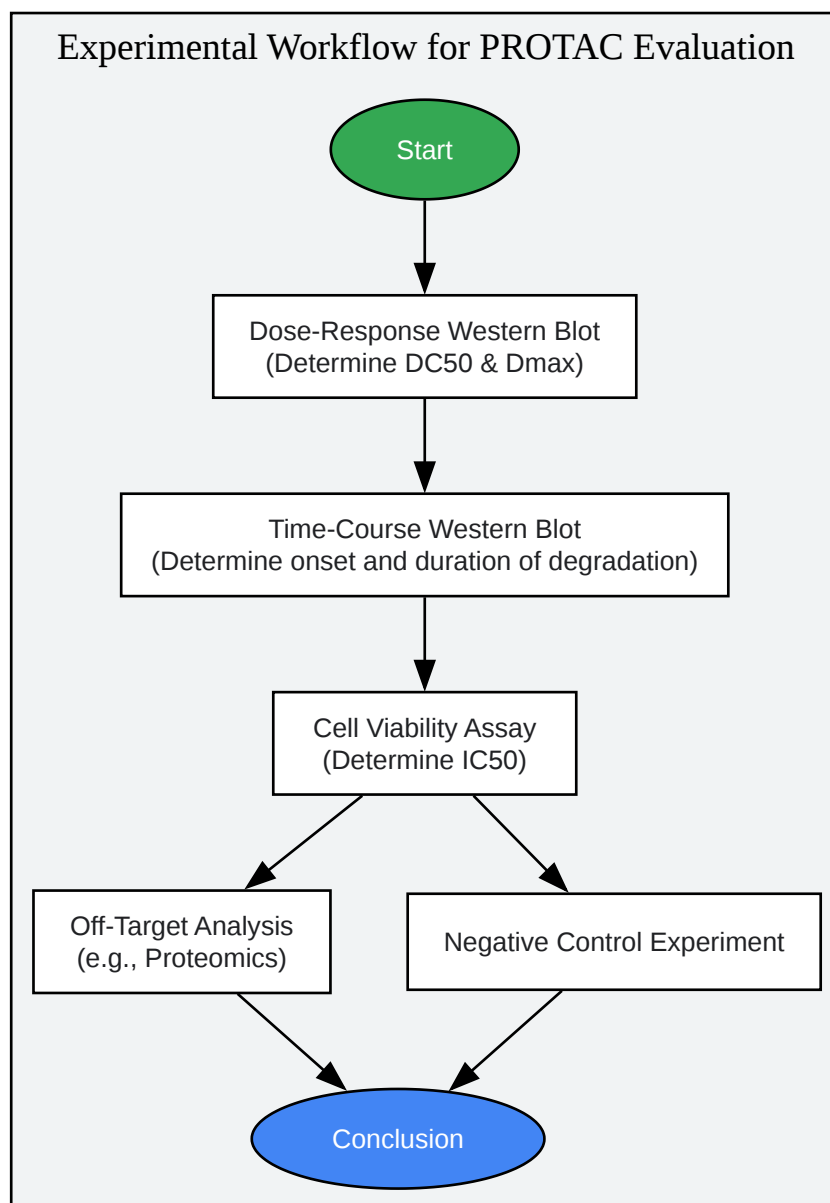 Experimental Workflow for PROTAC Evaluation
Start
Dose-Response Western Blot
(Determine DC50 & Dmax)
Time-Course Western Blot
(Determine onset and duration of degradation)
Cell Viability Assay
(Determine IC50)
Off-Target Analysis
(e.g., Proteomics)
Negative Control Experiment
Conclusion